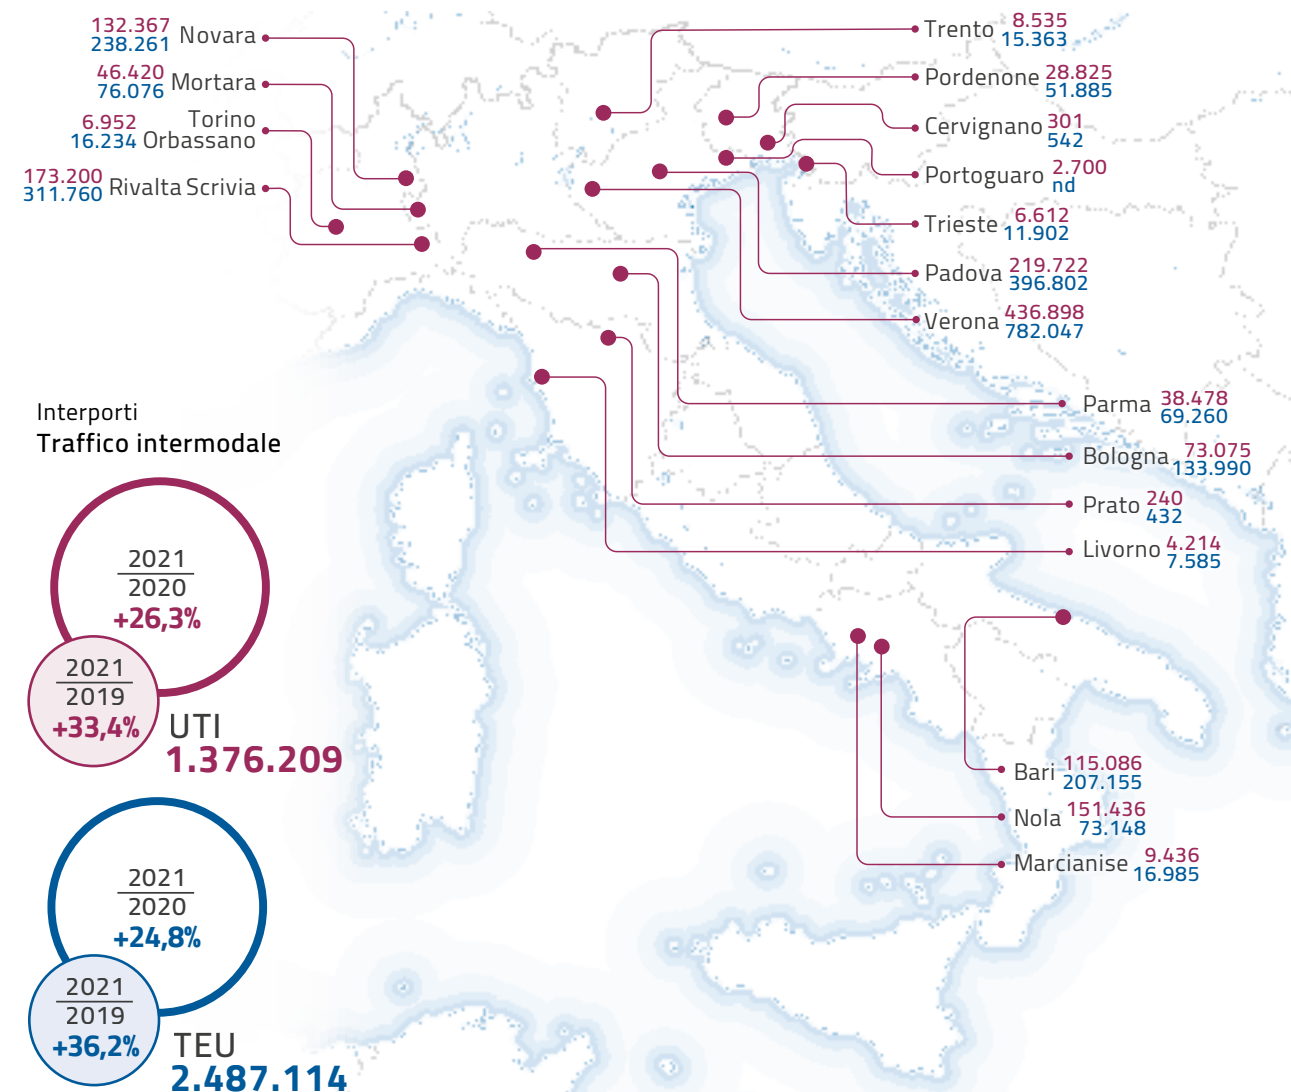 132.367
238.261 Novara
46.420
76.076 Mortara
6.952 Torino
16.234 Orbassano
173.200
311.760 Rivalta Scrivia
Trento 8.535
15.363
Pordenone 28.825
51.885
Cervignano 301
542
Portoguaro 2.700
nd
Trieste 6.612
11.902
Padova 219.722
396.802
Verona 436.898
782.047
Parma 38.478
69.260
Bologna 73.075
133.990
Prato 240
432
Livorno 4.214
7.585
Bari 115.086
207.155
Nola 151.436
73.148
Marcianise 9.436
16.985
Interporti
Traffico intermodale
2021
2020
+26,3%
2021
2019
+33,4%
UTI
1.376.209
2021
2020
+24,8%
2021
2019
+36,2%
TEU
2.487.114